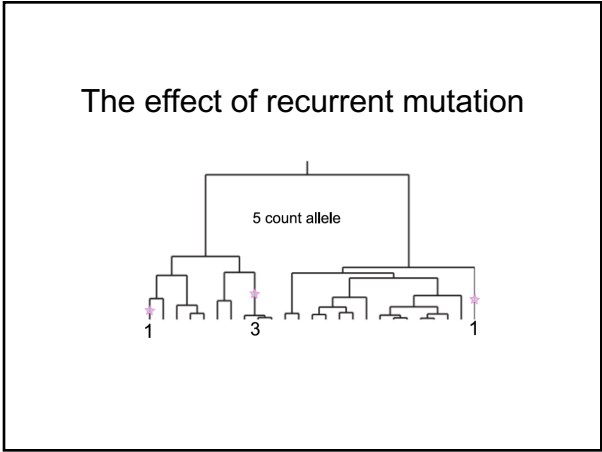 The effect of recurrent mutation
5 count allele
1 3 1